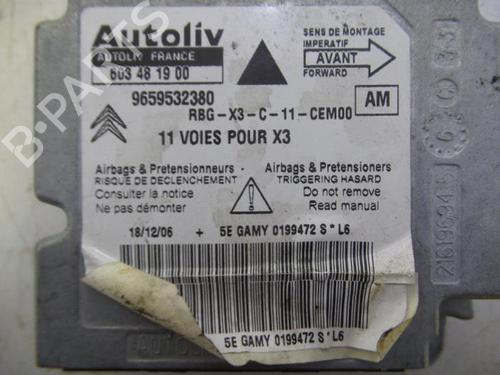 Autoliv
AUTOLIV FRANCE
603 48 19 00
SENS DE MONTAGE
IMPERATIF
AVANT
FORWARD
9659532380
RBG-X3-C-11-CEM00
AM
11 VOIES POUR X3
Airbags & Pretensionneurs -
RISQUE DE DECLENCHEMENT
Consulter la notice
Ne pas démonter
Airbags & Pretensioners
TRIGGERING HASARD
Do not remove
Read manual
18/12/06 + 5E GAMY 0199472 S*L6
5E GAMY 0199472 S*L6
B-PARTS